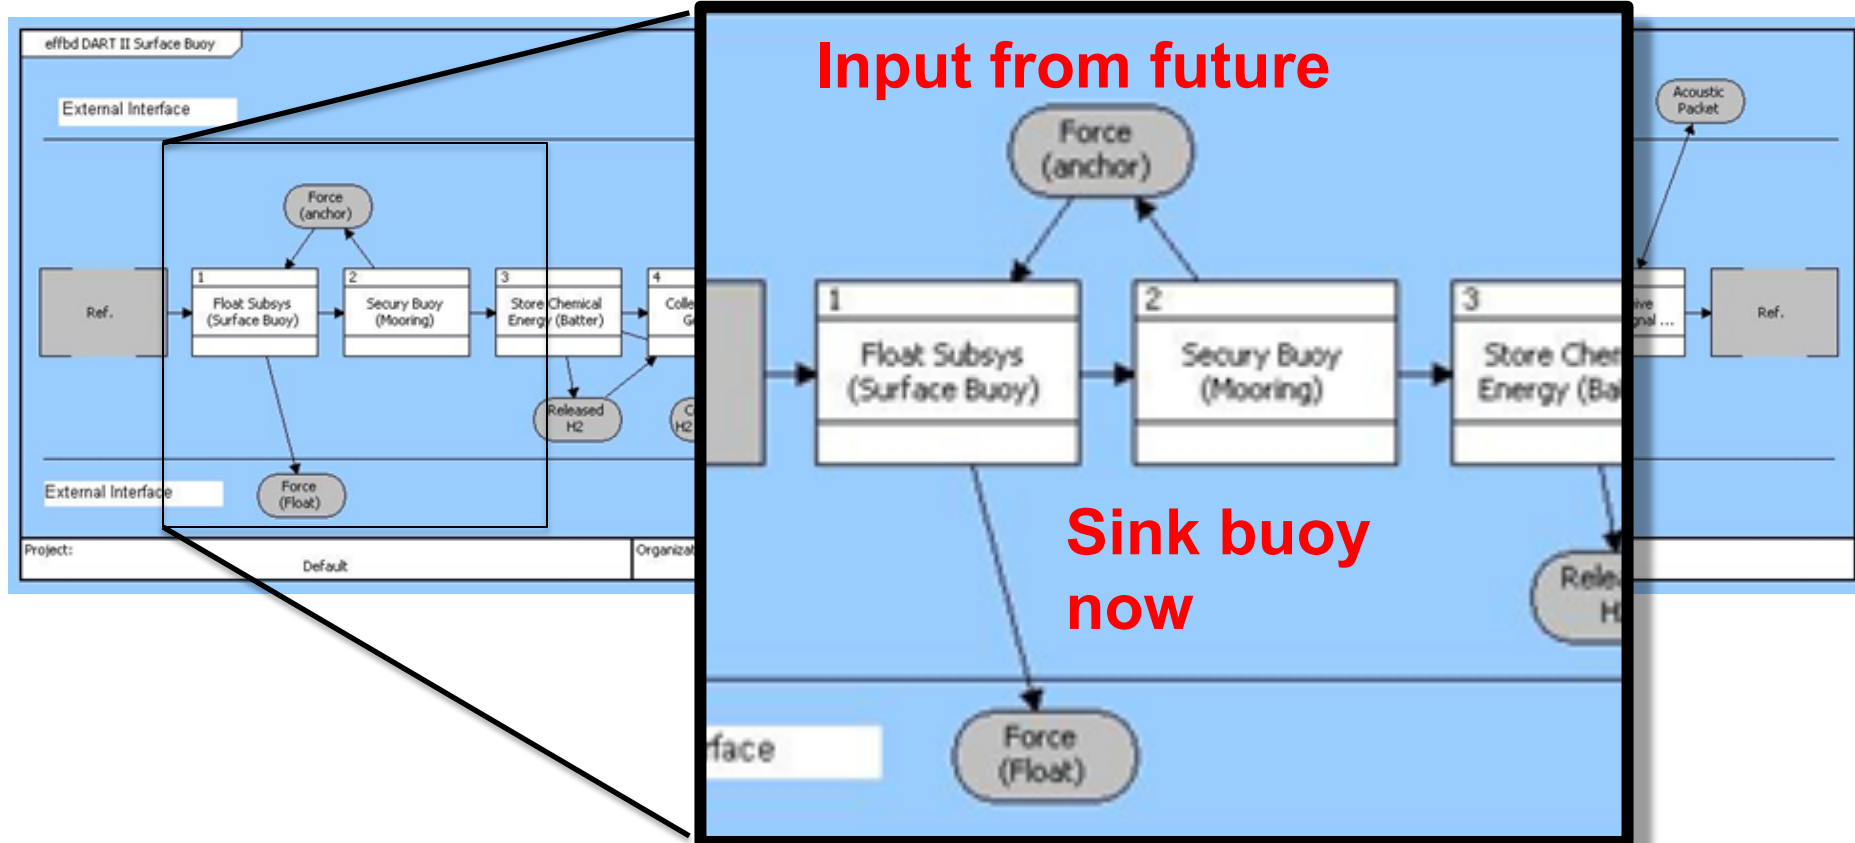 effbd DART II Surface Buoy
External Interface
Force
(anchor)
Ref.
1
Float Subsys
(Surface Buoy)
2
Secury Buoy
(Mooring)
3
Store Chemical
Energy (Batter)
4
Released
H2
External Interface
Force
(Float)
Project:
Default
Input from future
Force
(anchor)
1
Float Subsys
(Surface Buoy)
2
Secury Buoy
(Mooring)
3
Store
Sink buoy
now
Force
(Float)
Acoustic
Packet
Ref.